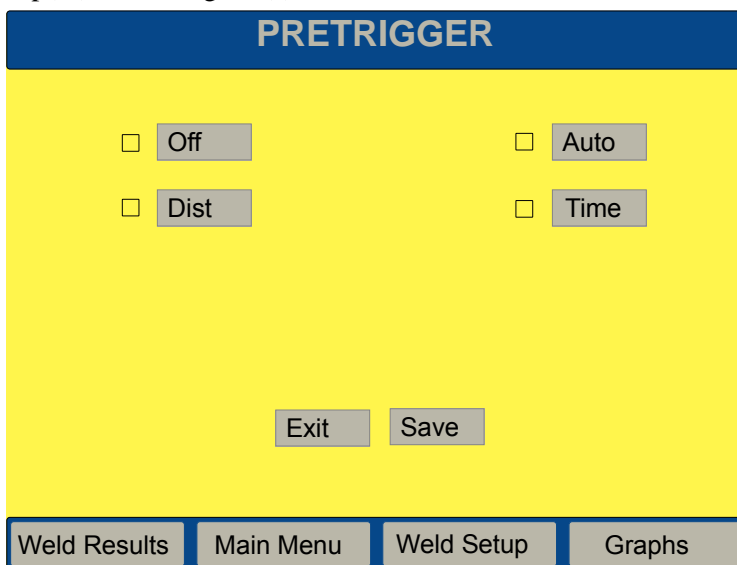 PRETRIGGER
Off
Auto
Dist
Time
Exit
Save
Weld Results
Main Menu
Weld Setup
Graphs